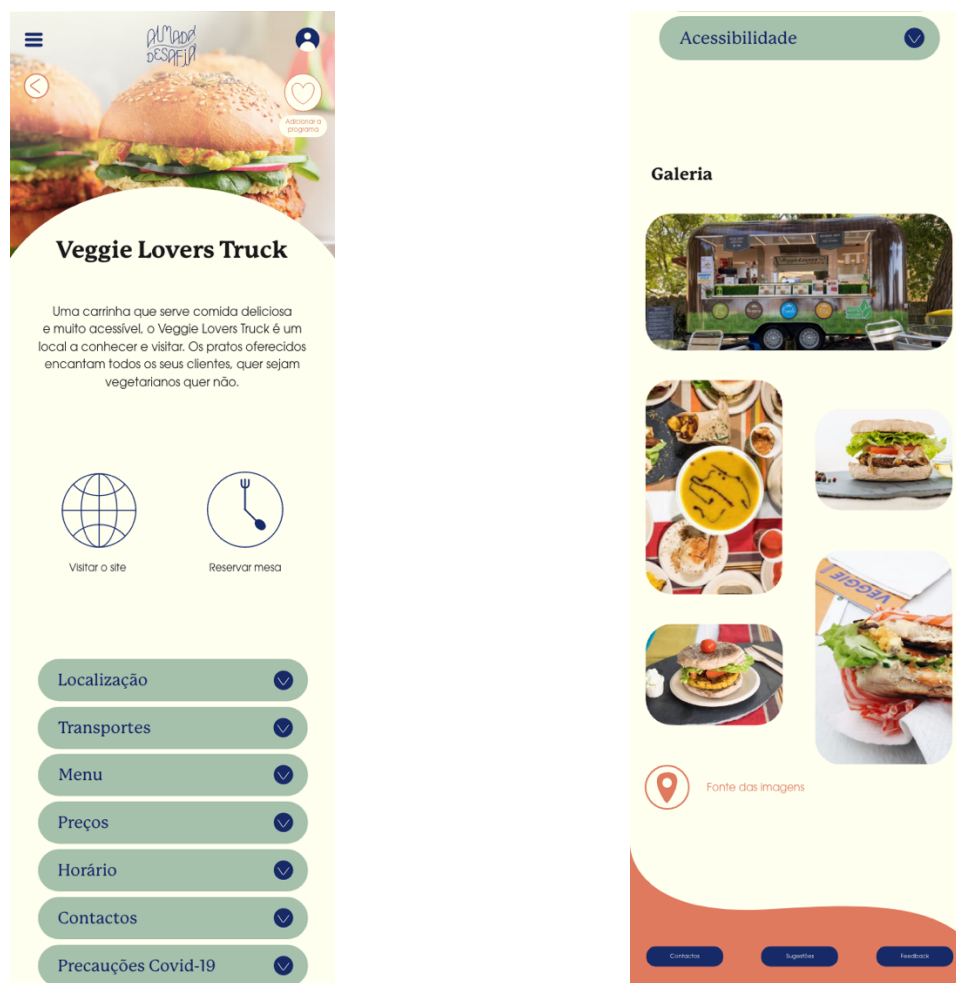 ALMADA
DESAFIA
Adicionar a
programa
Veggie Lovers Truck
Uma carrinha que serve comida deliciosa
e muito acessível, o Veggie Lovers Truck é um
local a conhecer e visitar. Os pratos oferecidos
encantam todos os seus clientes, quer sejam
vegetarianos quer não.
Visitar o site
Reservar mesa
Localização
Transportes
Menu
Preços
Horário
Contactos
Precauções Covid-19
Acessibilidade
Galeria
VEGGIE
Fonte das imagens
Contactos
Sugestões
Feedback